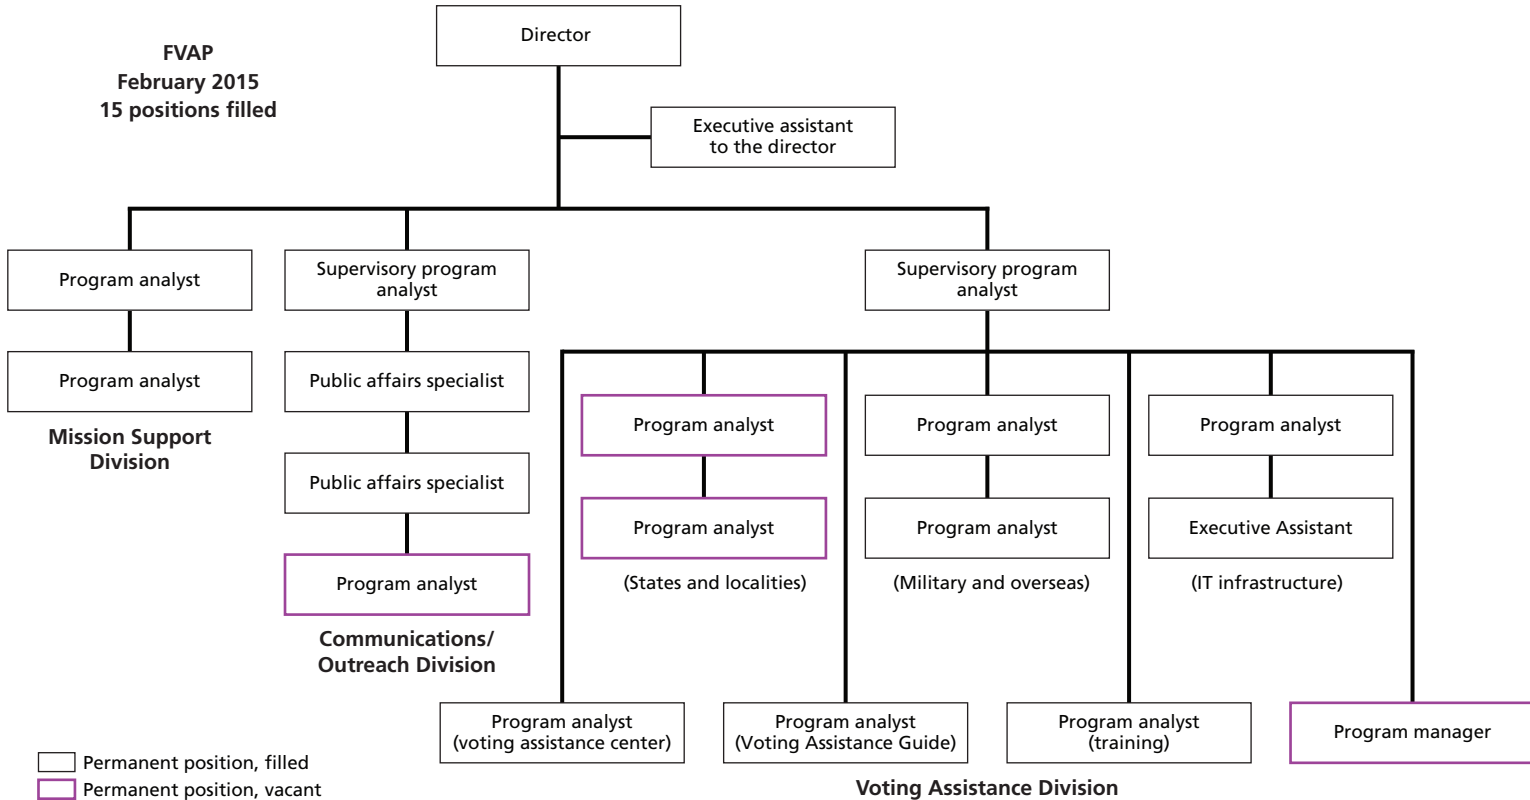 FVAP
February 2015
15 positions filled
Director
Executive assistant
to the director
Program analyst
Program analyst
Mission Support
Division
Supervisory program
analyst
Public affairs specialist
Public affairs specialist
Program analyst
Communications/
Outreach Division
Supervisory program
analyst
Program analyst
Program analyst
(States and localities)
Program analyst
Program analyst
(Military and overseas)
Program analyst
Executive Assistant
(IT infrastructure)
Program analyst
(voting assistance center)
Program analyst
(Voting Assistance Guide)
Program analyst
(training)
Program manager
Voting Assistance Division
Permanent position, filled
Permanent position, vacant